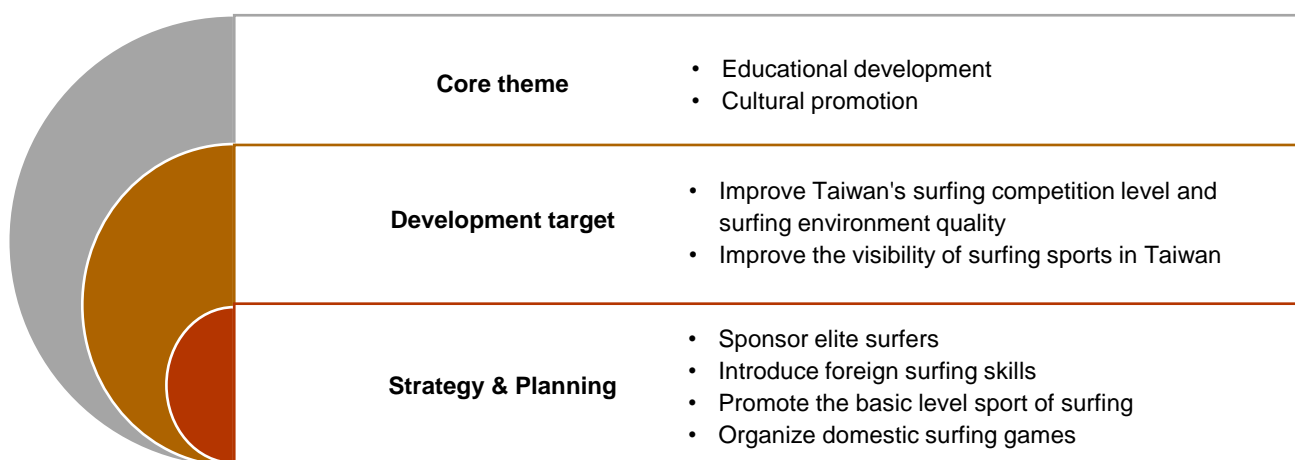 Core theme
• Educational development
• Cultural promotion
Development target
• Improve Taiwan's surfing competition level and
surfing environment quality
• Improve the visibility of surfing sports in Taiwan
Strategy & Planning
• Sponsor elite surfers
• Introduce foreign surfing skills
• Promote the basic level sport of surfing
• Organize domestic surfing games